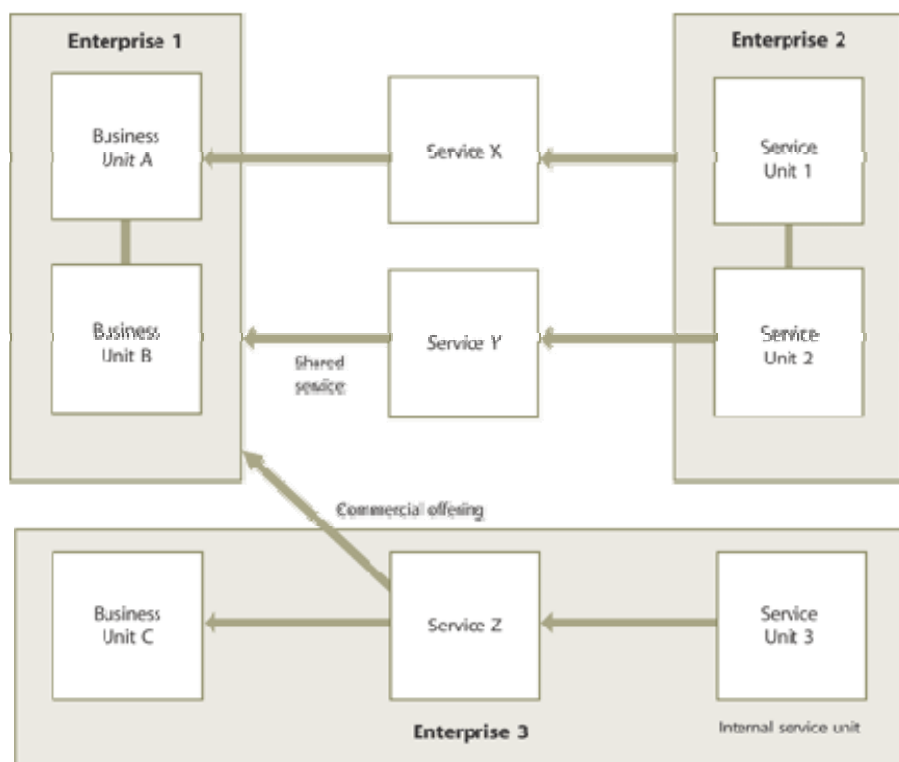 Enterprise 1
Enterprise 2
Business
Unit A
Service X
Service
Unit 1
Business
Unit B
Service Y
Service
Unit 2
Shared
service
Commercial offering
Business
Unit C
Service Z
Service
Unit 3
Enterprise 3
Internal service unit